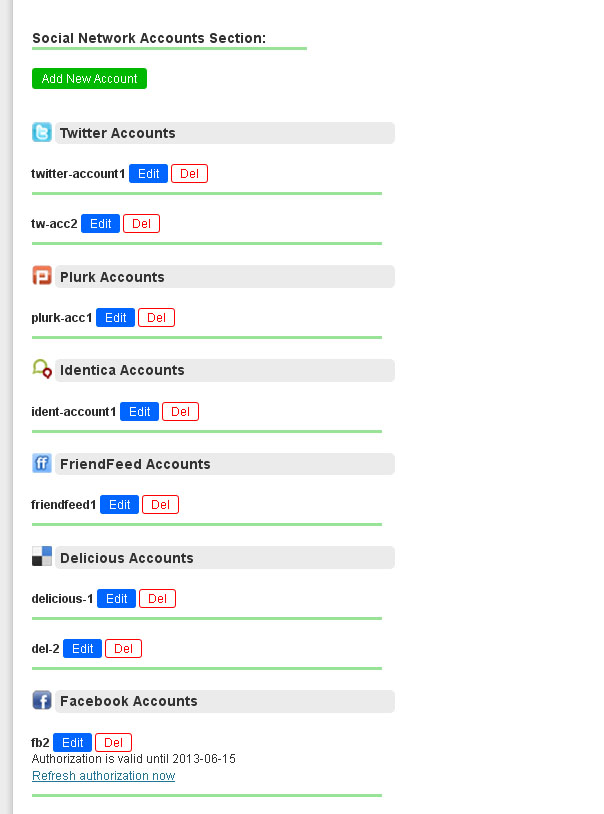 Social Network Accounts Section:
Add New Account
Twitter Accounts
twitter-account1 Edit Del
tw-acc2 Edit Del
Plurk Accounts
plurk-acc1 Edit Del
Identica Accounts
ident-account1 Edit Del
FriendFeed Accounts
friendfeed1 Edit Del
Delicious Accounts
delicious-1 Edit Del
del-2 Edit Del
Facebook Accounts
fb2 Edit Del
Authorization is valid until 2013-06-15
Refresh authorization now